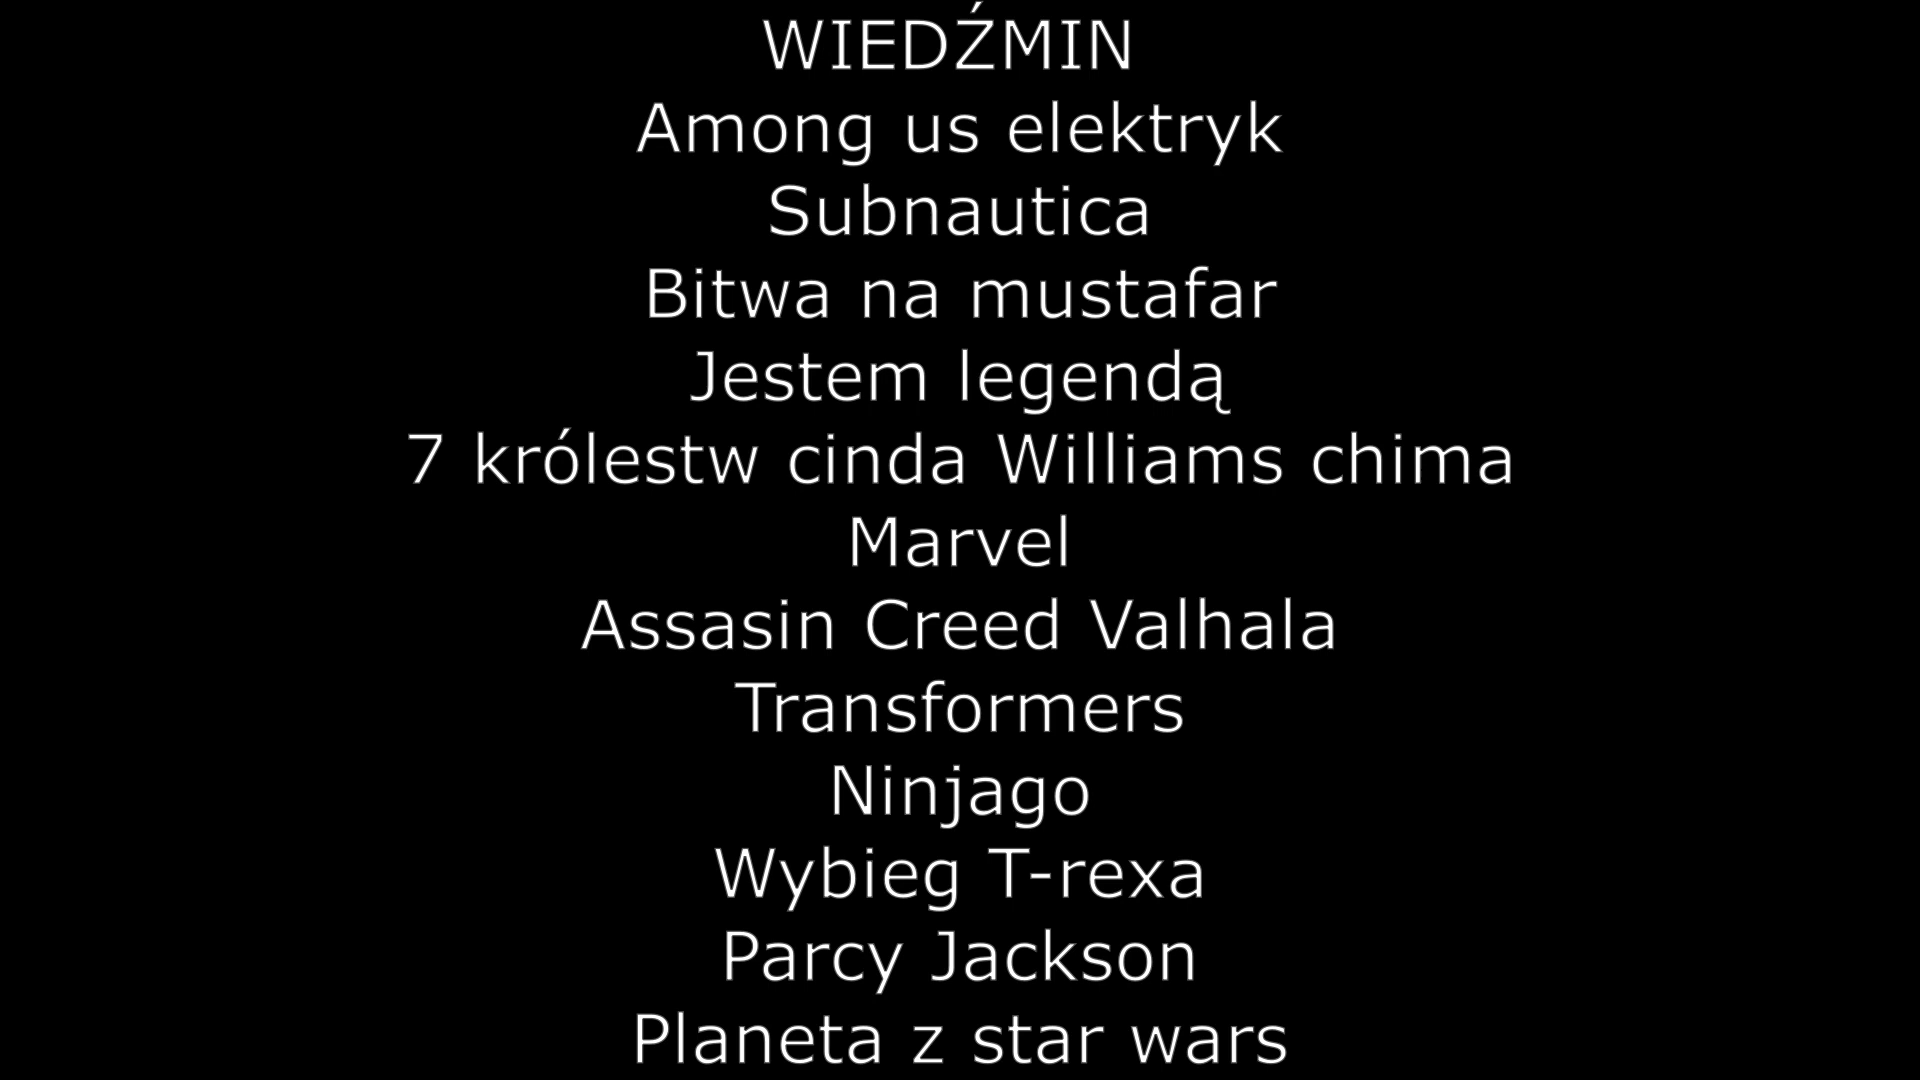 WIEDŹMIN
Among us elektryk
Subnautica
Bitwa na mustafar
Jestem legendą
7 królestw cinda Williams chima
Marvel
Assasin Creed Valhala
Transformers
Ninjago
Wybieg T-rexa
Parcy Jackson
Planeta z star wars